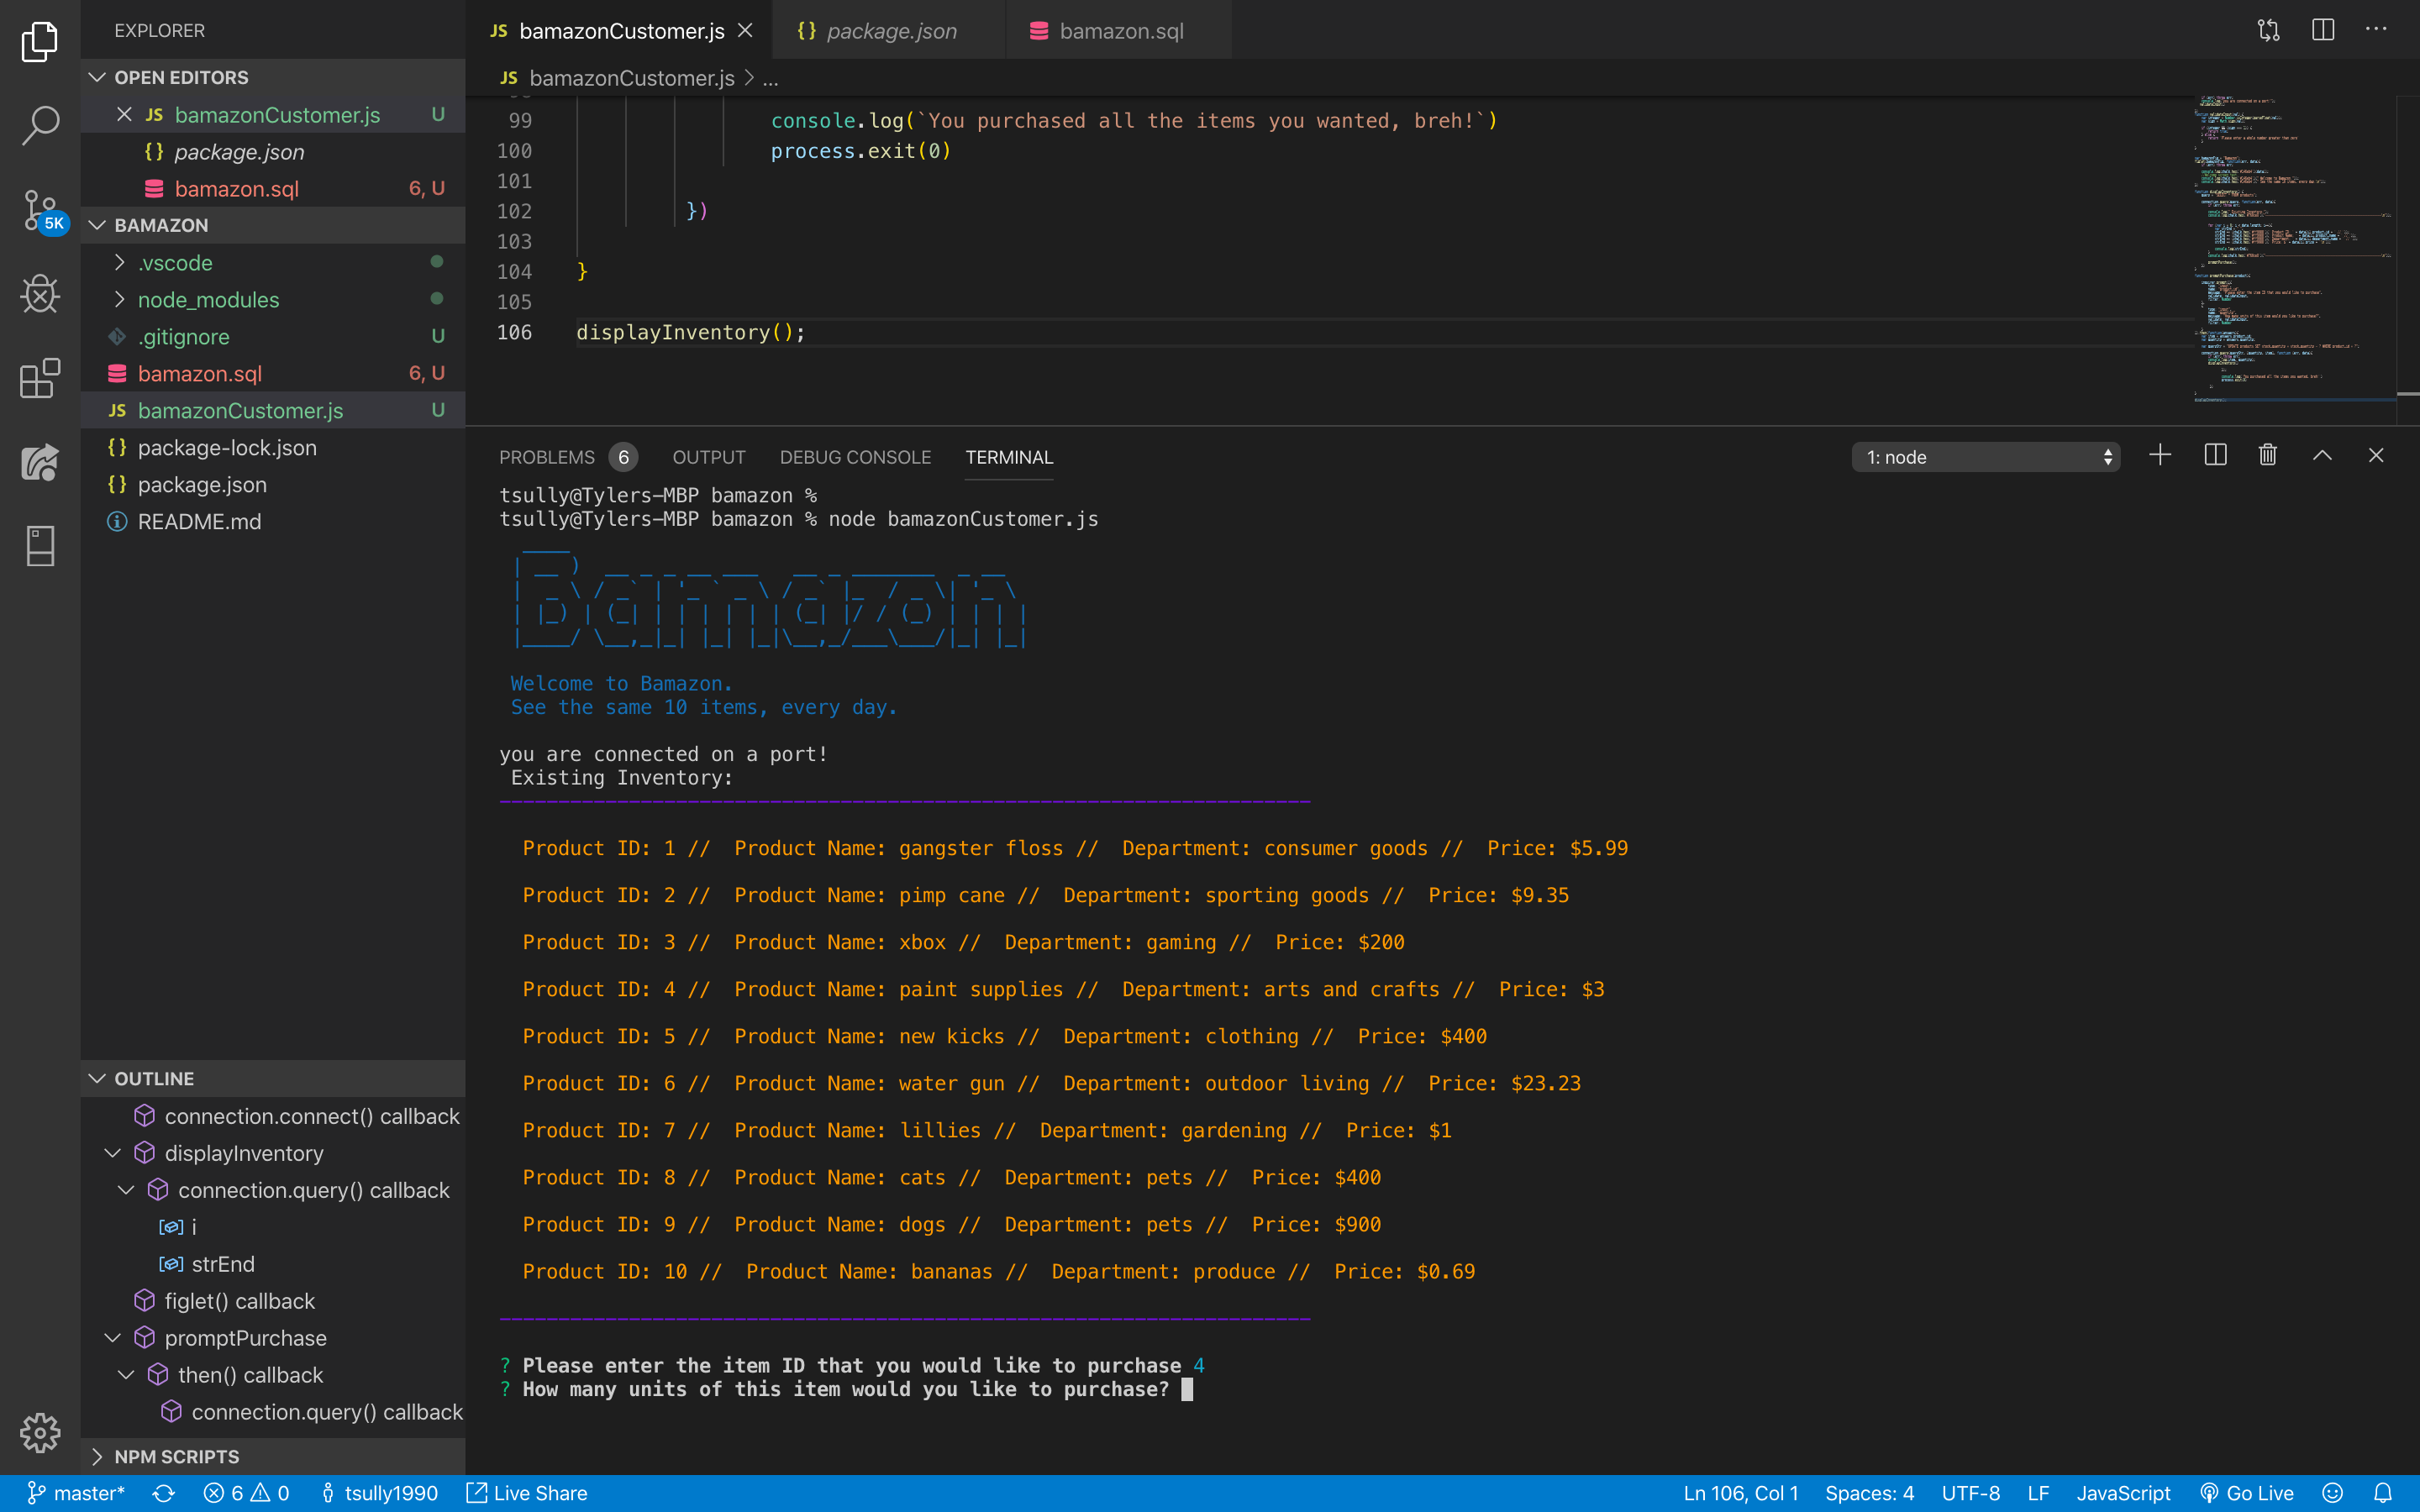 EXPLORER
OPEN EDITORS
JS bamazonCustomer.js U
{} package.json
bamazon.sql 6, U
BAMAZON
.vscode
node_modules
.gitignore U
bamazon.sql 6, U
JS bamazonCustomer.js U
{} package-lock.json
{} package.json
README.md
5K
OUTLINE
connection.connect() callback
displayInventory
connection.query() callback
i
strEnd
figlet() callback
promptPurchase
then() callback
connection.query() callback
NPM SCRIPTS
JS bamazonCustomer.js
{} package.json
bamazon.sql
JS bamazonCustomer.js > ...
99 console.log(`You purchased all the items you wanted, breh!`)
100 process.exit(0)
101
102 })
103
104 }
105
106 displayInventory();
PROBLEMS 6 OUTPUT DEBUG CONSOLE TERMINAL
1: node
tsully@Tylers-MBP bamazon %
tsully@Tylers-MBP bamazon % node bamazonCustomer.js
Bamazon
Welcome to Bamazon.
See the same 10 items, every day.
you are connected on a port!
Existing Inventory:
Product ID: 1 // Product Name: gangster floss // Department: consumer goods // Price: $5.99
Product ID: 2 // Product Name: pimp cane // Department: sporting goods // Price: $9.35
Product ID: 3 // Product Name: xbox // Department: gaming // Price: $200
Product ID: 4 // Product Name: paint supplies // Department: arts and crafts // Price: $3
Product ID: 5 // Product Name: new kicks // Department: clothing // Price: $400
Product ID: 6 // Product Name: water gun // Department: outdoor living // Price: $23.23
Product ID: 7 // Product Name: lillies // Department: gardening // Price: $1
Product ID: 8 // Product Name: cats // Department: pets // Price: $400
Product ID: 9 // Product Name: dogs // Department: pets // Price: $900
Product ID: 10 // Product Name: bananas // Department: produce // Price: $0.69
? Please enter the item ID that you would like to purchase 4
? How many units of this item would you like to purchase?
master* 6 0 tsully1990 Live Share
Ln 106, Col 1 Spaces: 4 UTF-8 LF JavaScript Go Live